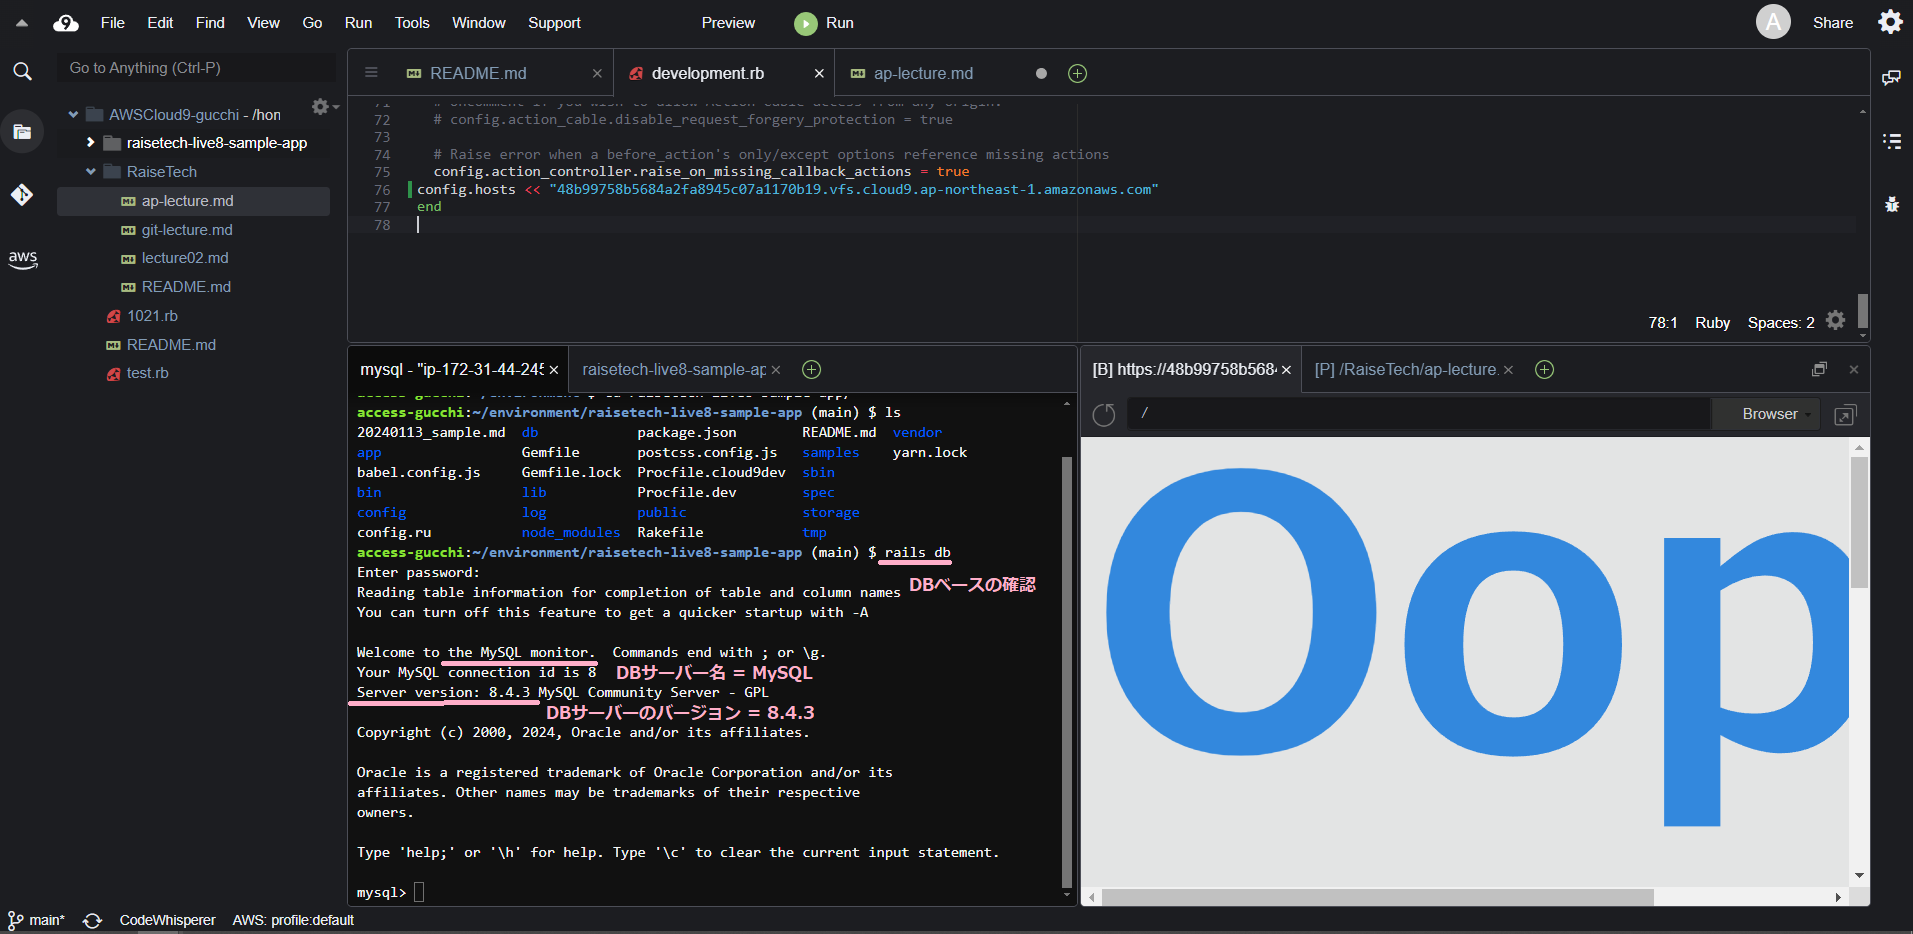 File Edit Find View Go Run Tools Window Support Preview Run A Share
Go to Anything (Ctrl-P)
AWSCloud9-gucchi - /hon
raisetech-live8-sample-app
RaiseTech
ap-lecture.md
git-lecture.md
lecture02.md
README.md
1021.rb
README.md
test.rb
aws
README.md development.rb ap-lecture.md
72 # config.action_cable.disable_request_forgery_protection = true
73
74 # Raise error when a before_action's only/except options reference missing actions
75 config.action_controller.raise_on_missing_callback_actions = true
76 config.hosts << "48b99758b5684a2fa8945c07a1170b19.vfs.cloud9.ap-northeast-1.amazonaws.com"
77 end
78
78:1 Ruby Spaces: 2
mysql - "ip-172-31-44-245 raisetech-live8-sample-ap
access-gucchi:~/environment/raisetech-live8-sample-app (main) $ ls
20240113_sample.md db package.json README.md vendor
app Gemfile postcss.config.js samples yarn.lock
babel.config.js Gemfile.lock Procfile.cloud9dev sbin
bin lib Procfile.dev spec
config log public storage
config.ru node_modules Rakefile tmp
access-gucchi:~/environment/raisetech-live8-sample-app (main) $ rails db
Enter password:
DBベースの確認
Reading table information for completion of table and column names
You can turn off this feature to get a quicker startup with -A
Welcome to the MySQL monitor. Commands end with ; or \g.
Your MySQL connection id is 8
DBサーバー名 = MySQL
Server version: 8.4.3 MySQL Community Server - GPL
DBサーバーのバージョン = 8.4.3
Copyright (c) 2000, 2024, Oracle and/or its affiliates.
Oracle is a registered trademark of Oracle Corporation and/or its
affiliates. Other names may be trademarks of their respective
owners.
Type 'help;' or '\h' for help. Type '\c' to clear the current input statement.
mysql>
[B] https://48b99758b568 [P] /RaiseTech/ap-lecture.
/ Browser
Oop
main* CodeWhisperer AWS: profile:default